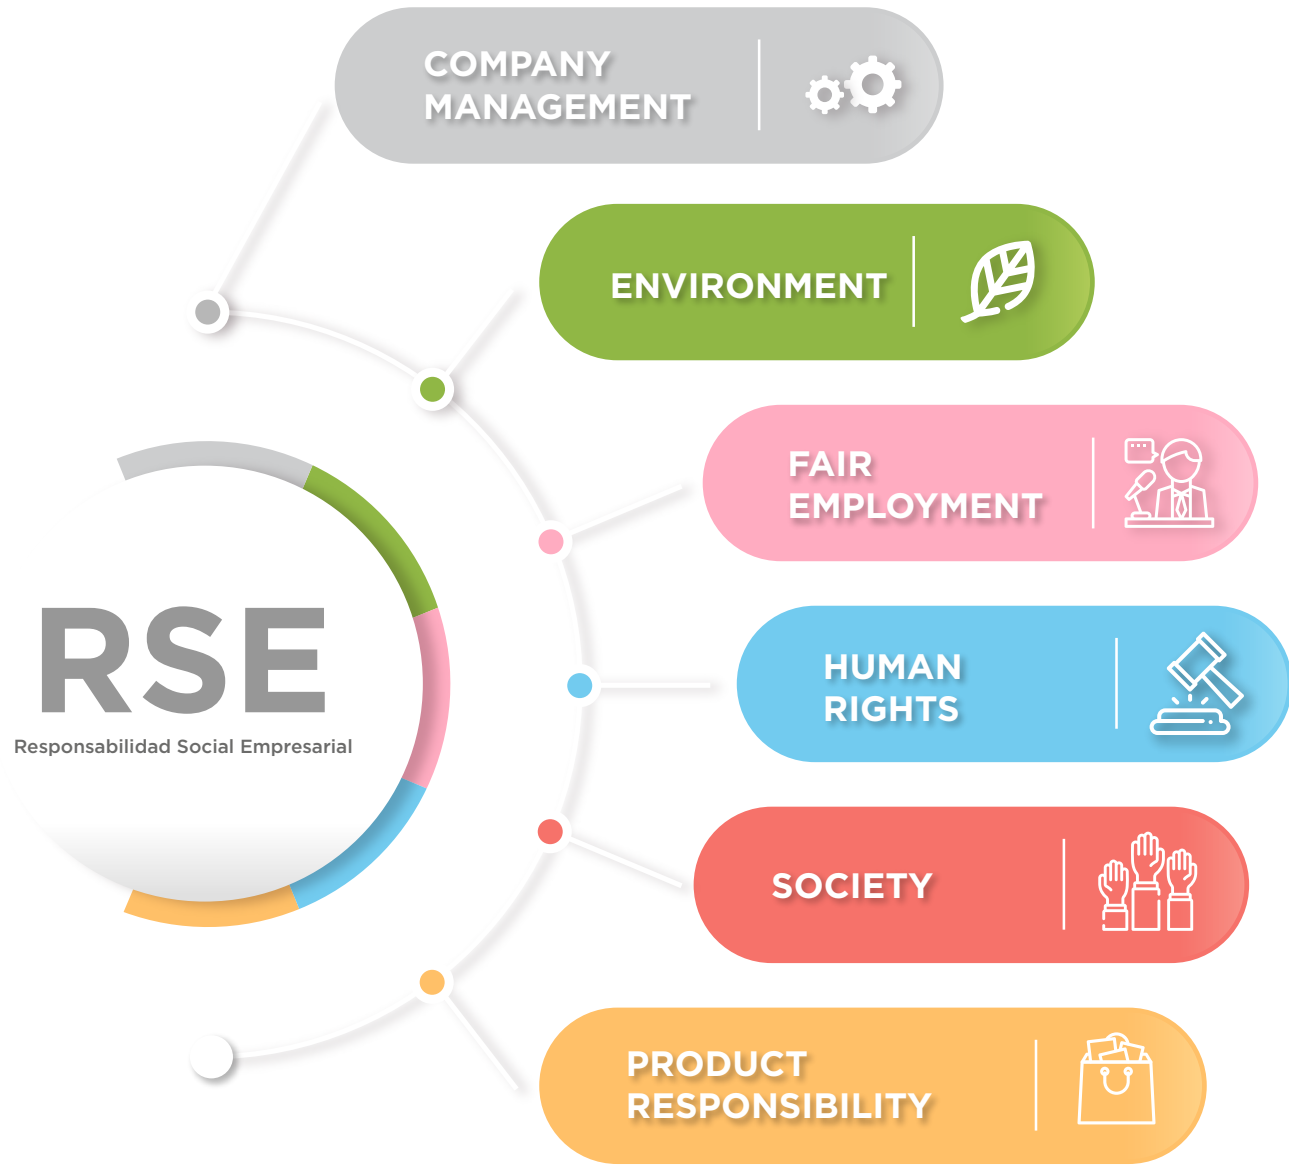 COMPANY
MANAGEMENT
ENVIRONMENT
FAIR
EMPLOYMENT
RSE
Responsabilidad Social Empresarial
HUMAN
RIGHTS
SOCIETY
PRODUCT
RESPONSIBILITY